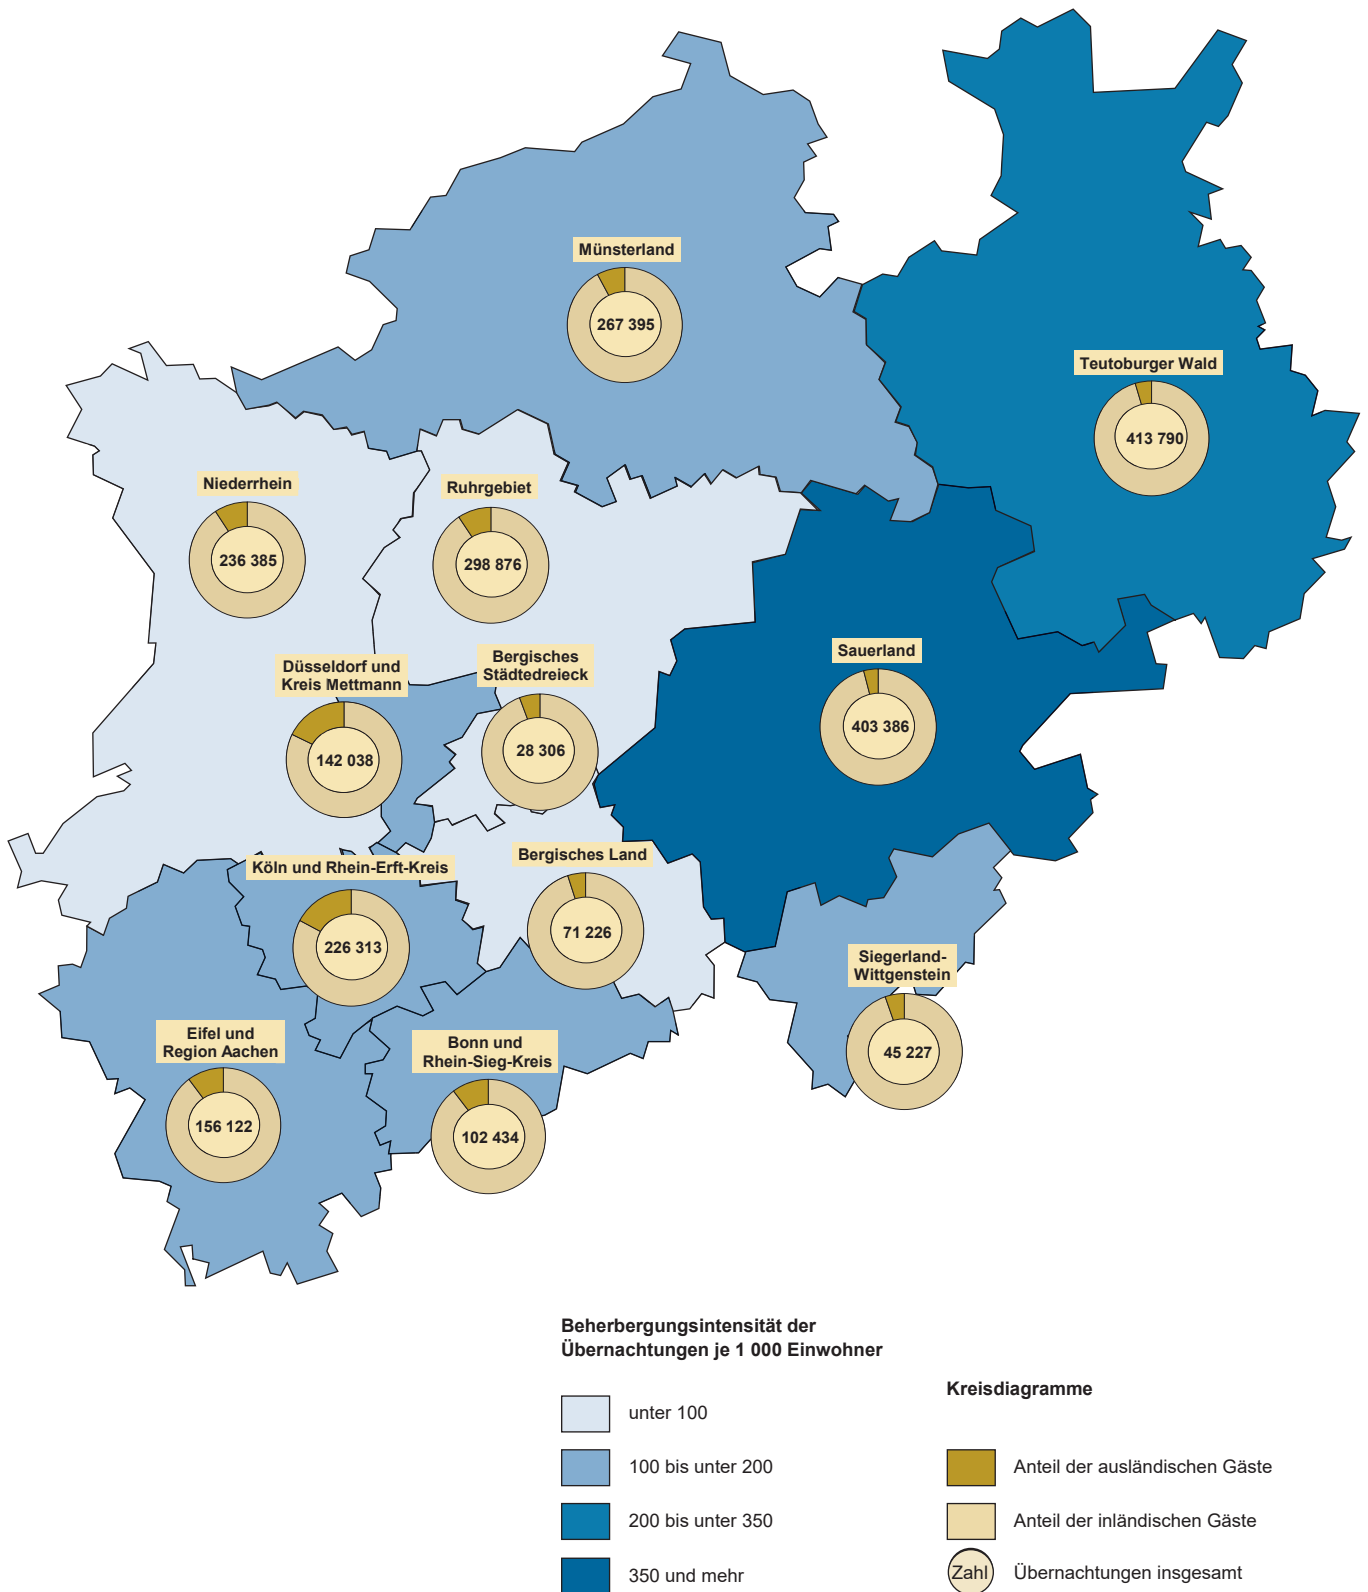 Münsterland
267 395
Teutoburger Wald
413 790
Niederrhein
236 385
Ruhrgebiet
298 876
Düsseldorf und
Kreis Mettmann
142 038
Bergisches
Städtedreieck
28 306
Sauerland
403 386
Köln und Rhein-Erft-Kreis
226 313
Bergisches Land
71 226
Siegerland-
Wittgenstein
45 227
Eifel und
Region Aachen
156 122
Bonn und
Rhein-Sieg-Kreis
102 434
Beherbergungsintensität der
Übernachtungen je 1 000 Einwohner
unter 100
100 bis unter 200
200 bis unter 350
350 und mehr
Kreisdiagramme
Anteil der ausländischen Gäste
Anteil der inländischen Gäste
Zahl Übernachtungen insgesamt